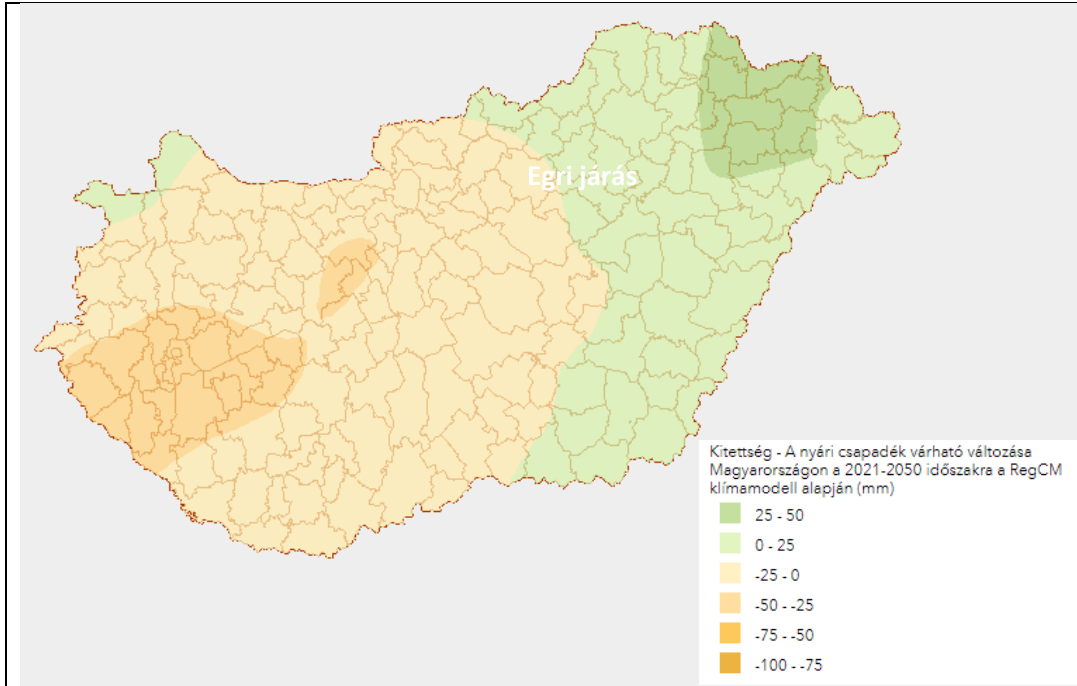 Egri járás
Kitettség - A nyári csapadék várható változása
Magyarországon a 2021-2050 időszakra a RegCM
klímamodell alapján (mm)
25 - 50
0 - 25
-25 - 0
-50 - -25
-75 - -50
-100 - -75